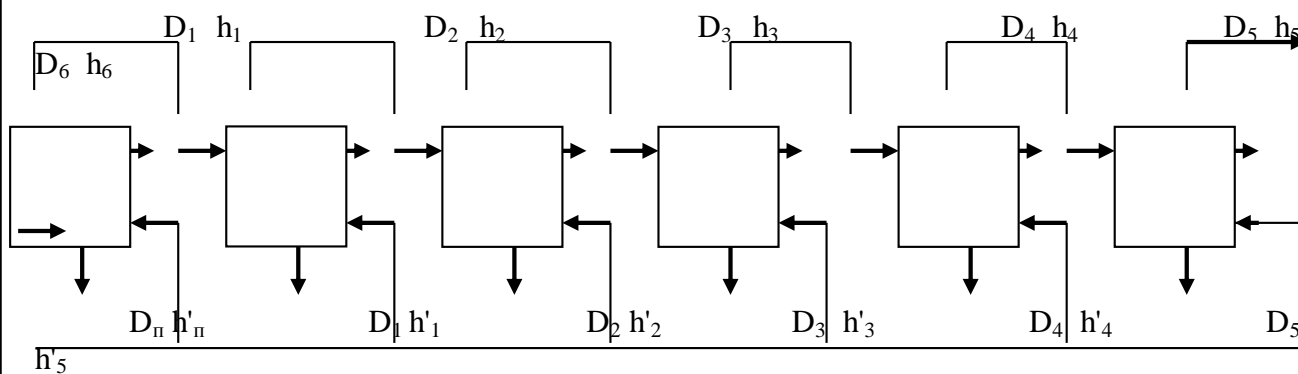 D₁ h₁ D₂ h₂ D₃ h₃ D₄ h₄ D₅ h₅
D₆ h₆
Dп h'п D₁ h'₁ D₂ h'₂ D₃ h'₃ D₄ h'₄ D₅
h'₅